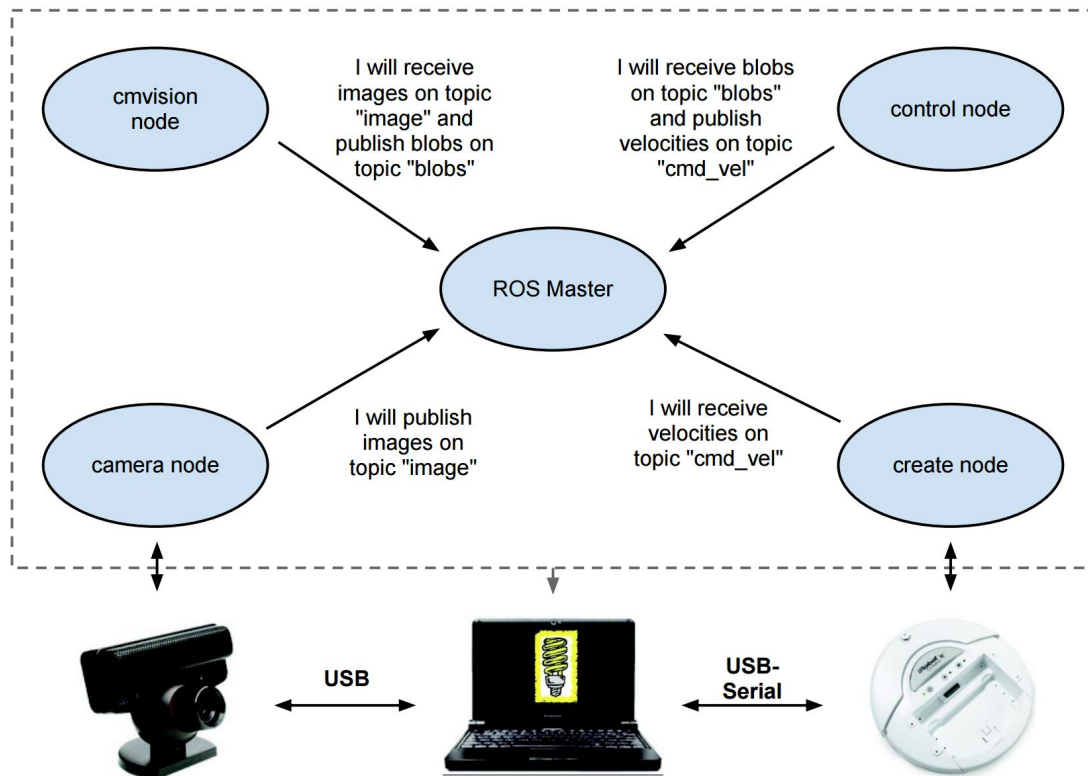 cmvision
node
I will receive
images on topic
"image" and
publish blobs on
topic "blobs"
I will receive blobs
on topic "blobs"
and publish
velocities on topic
"cmd_vel"
control node
ROS Master
camera node
I will publish
images on
topic "image"
I will receive
velocities on
topic "cmd_vel"
create node
USB
USB-
Serial
iRobot